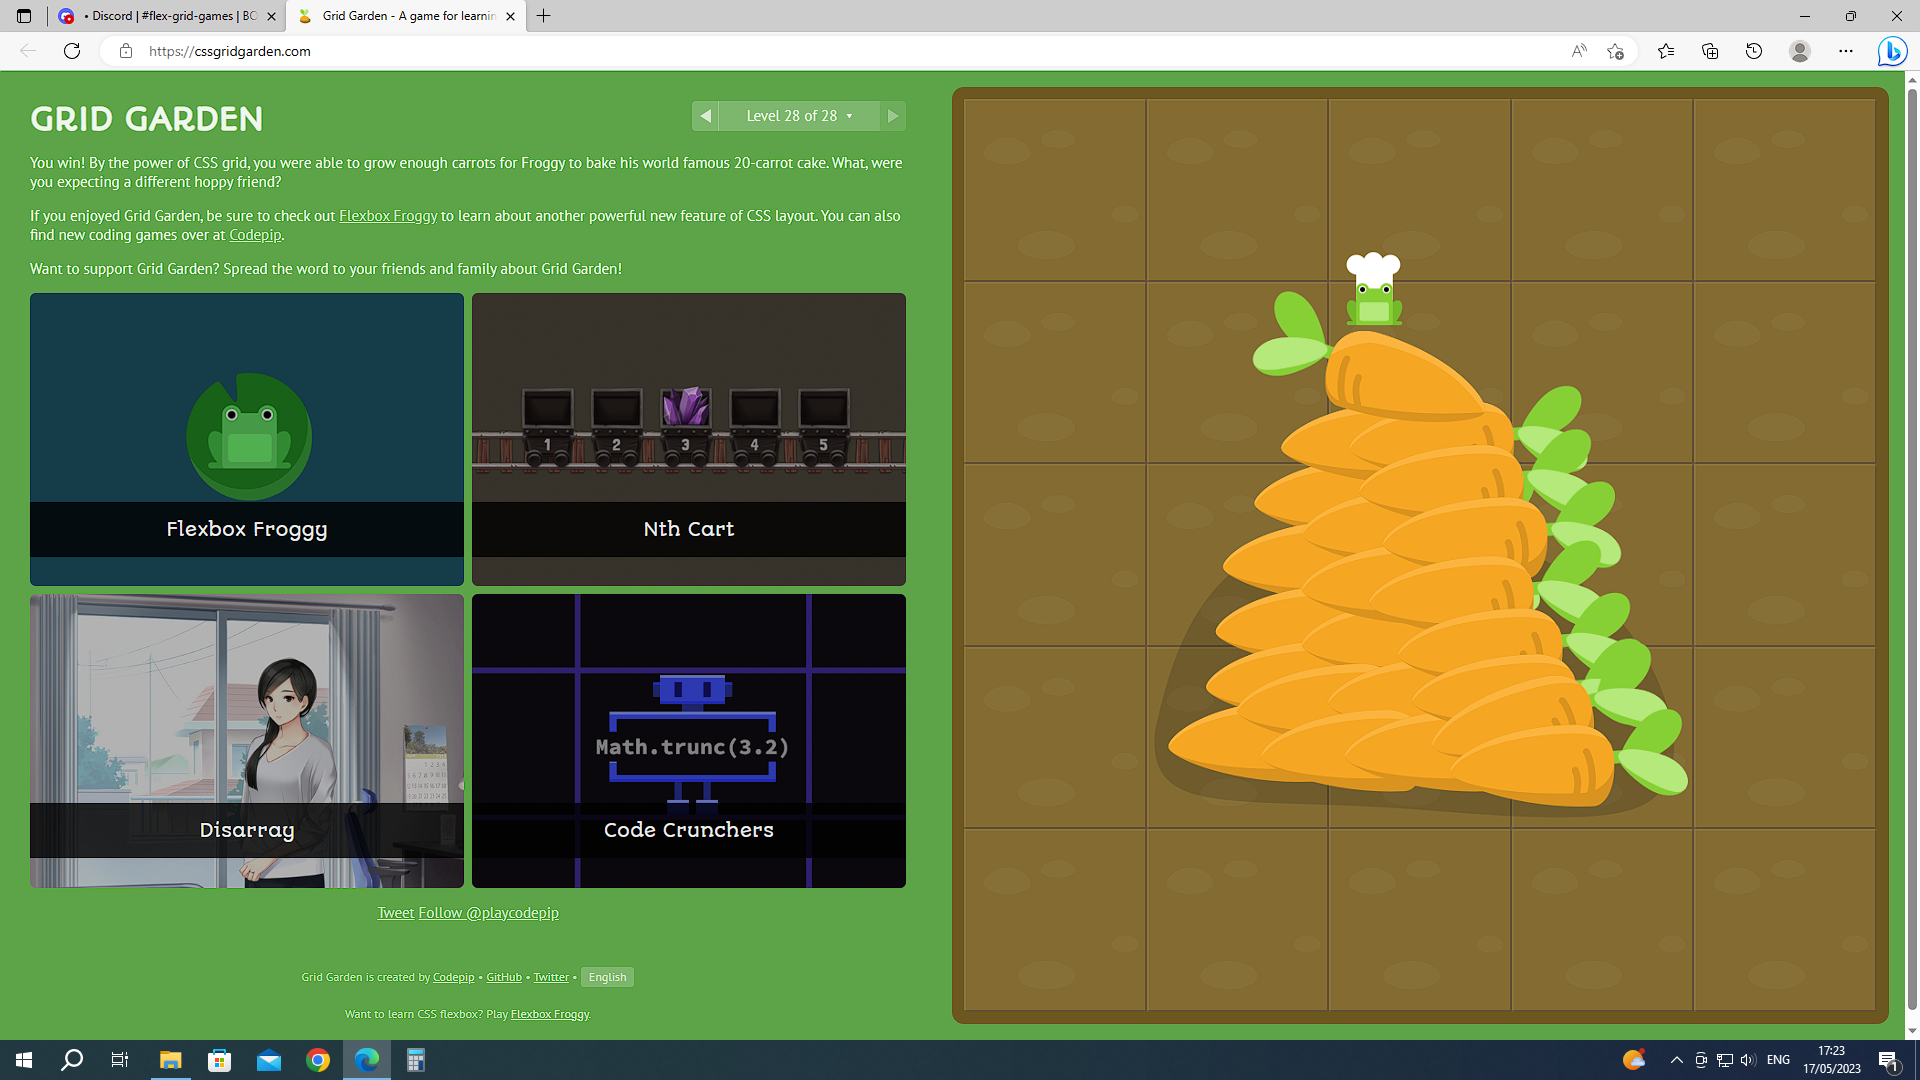 • Discord | #flex-grid-games | BO
Grid Garden - A game for learnin
https://cssgridgarden.com
GRID GARDEN
Level 28 of 28
You win! By the power of CSS grid, you were able to grow enough carrots for Froggy to bake his world famous 20-carrot cake. What, were
you expecting a different hoppy friend?
If you enjoyed Grid Garden, be sure to check out Flexbox Froggy to learn about another powerful new feature of CSS layout. You can also
find new coding games over at Codepip.
Want to support Grid Garden? Spread the word to your friends and family about Grid Garden!
1 2 3 4 5
Flexbox Froggy
Nth Cart
Math.trunc(3.2)
Disarray
Code Crunchers
Tweet Follow @playcodepip
Grid Garden is created by Codepip • GitHub • Twitter • English
Want to learn CSS flexbox? Play Flexbox Froggy.
ENG
17:23
17/05/2023
1